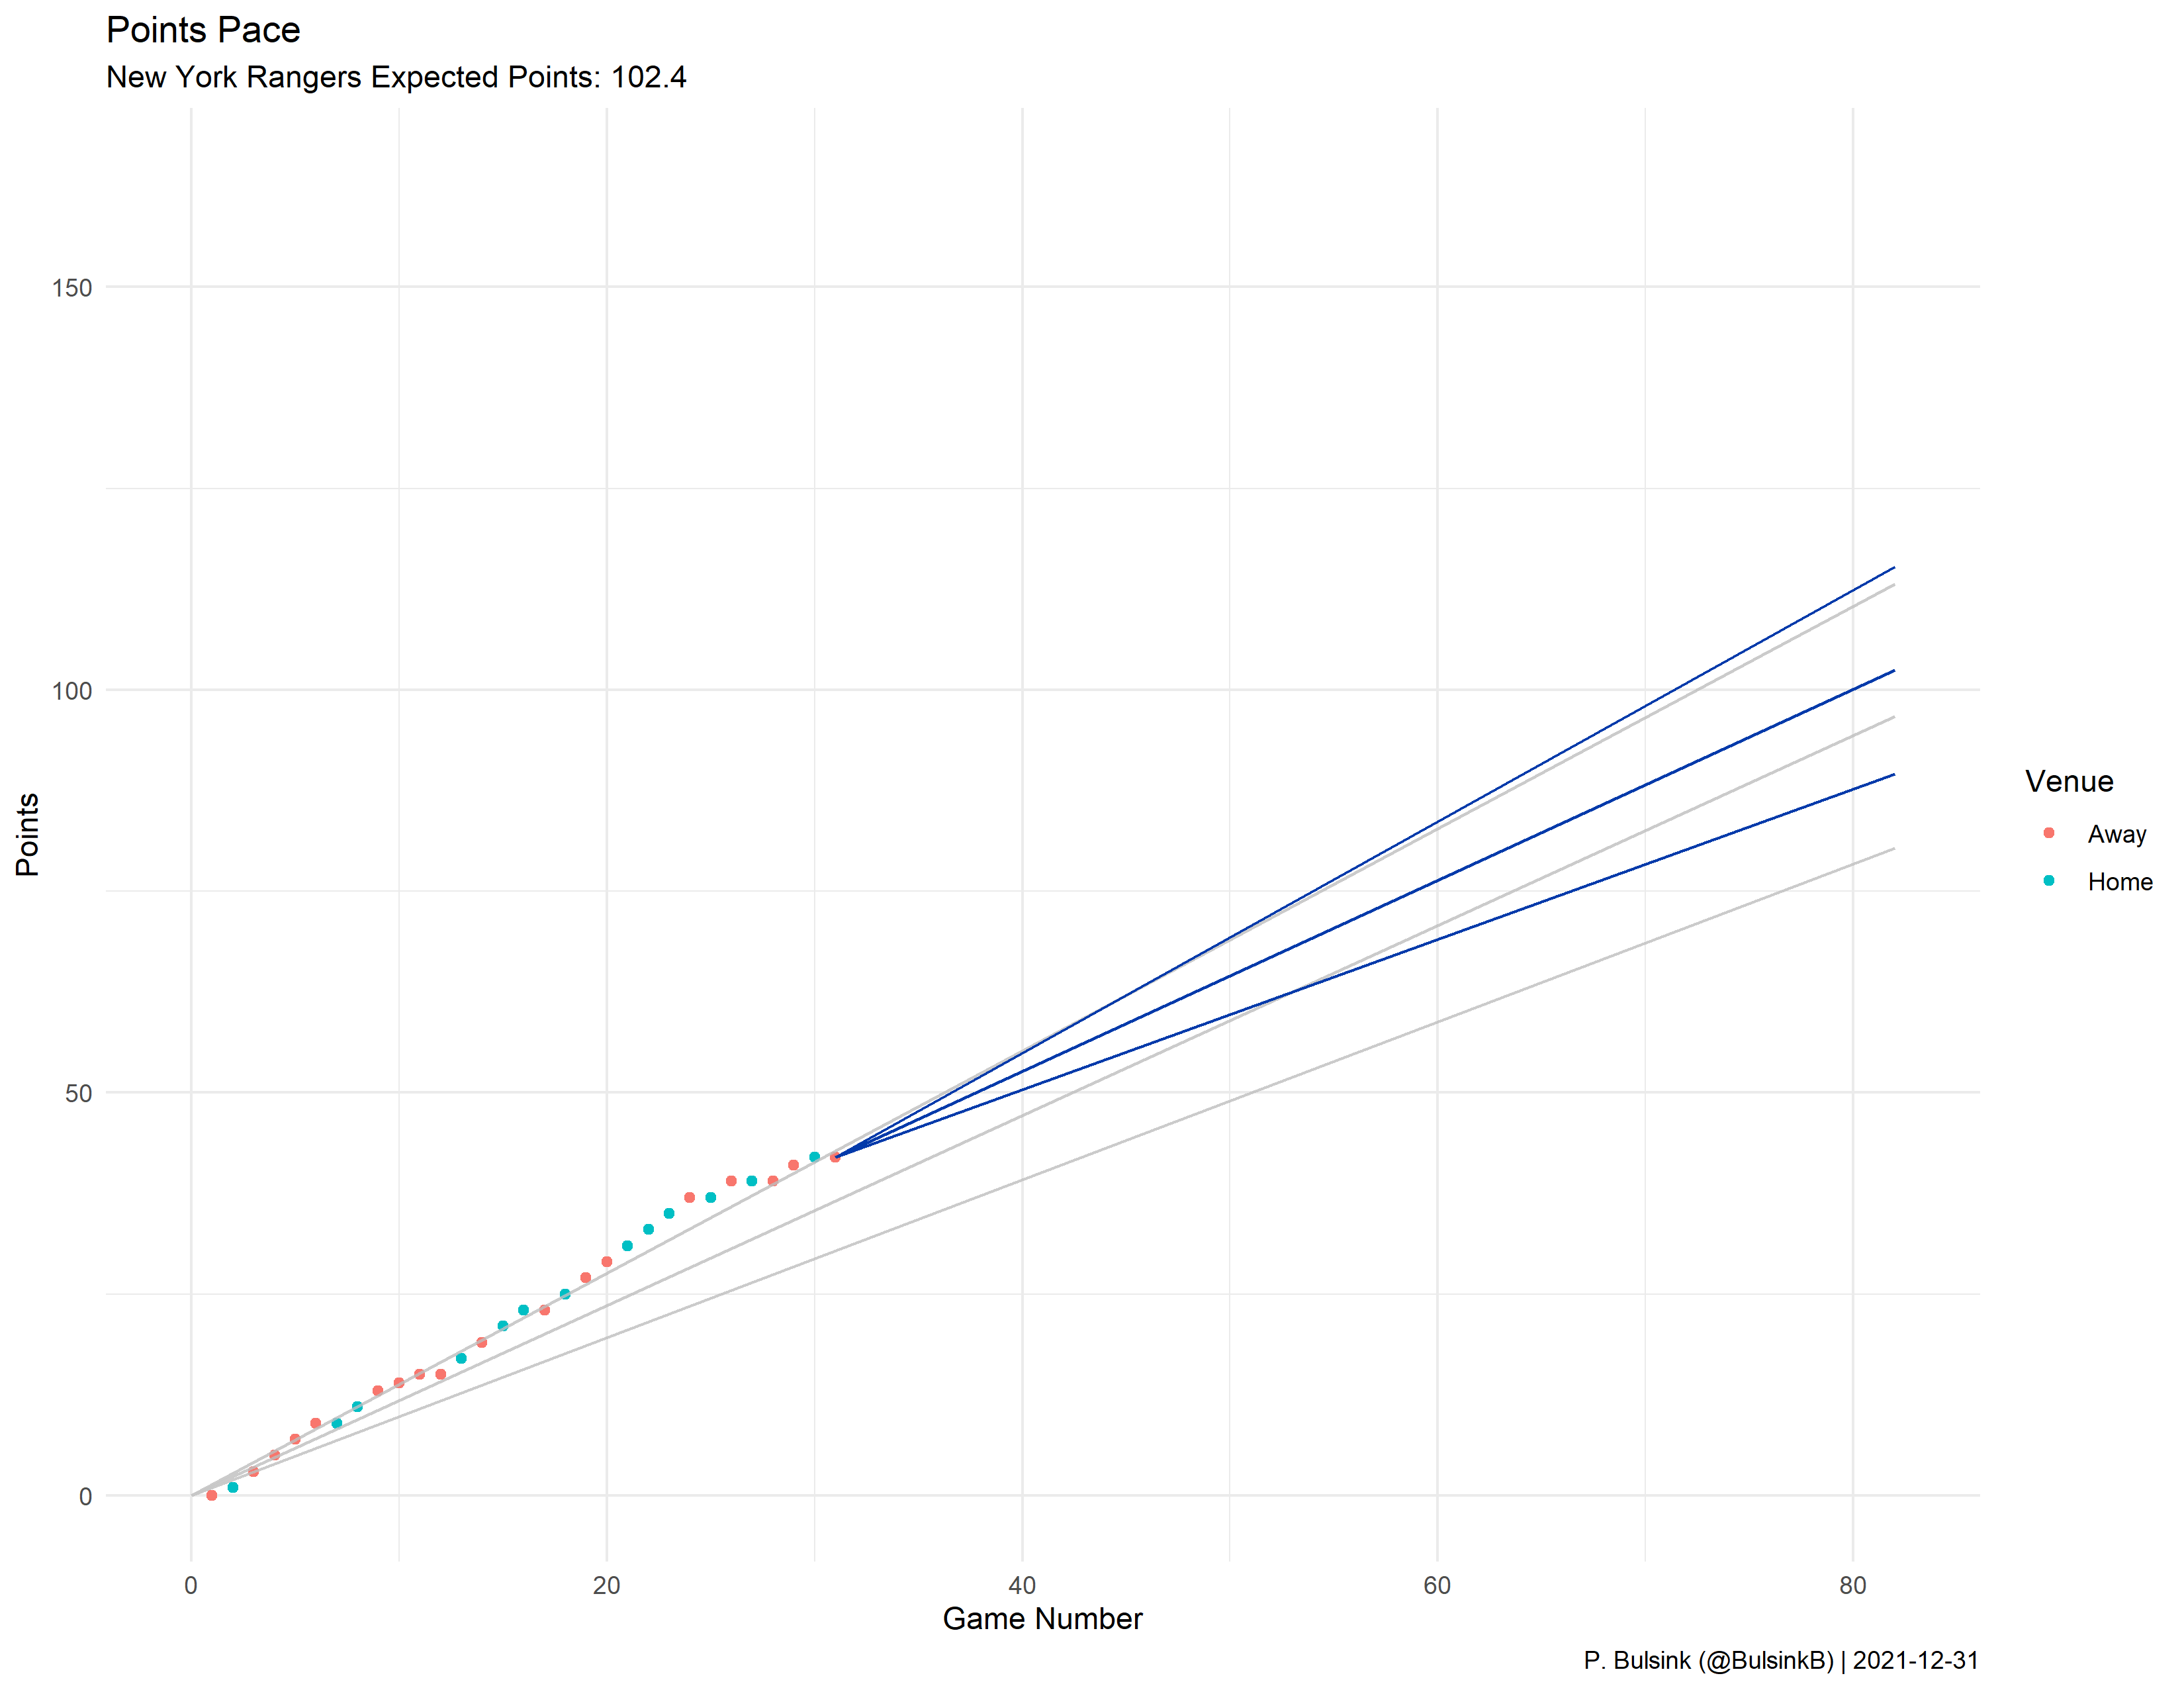 Points Pace
New York Rangers Expected Points: 102.4
150
100
50
0
Points
0 20 40 60 80
Game Number
Venue
Away
Home
P. Bulsink (@BulsinkB) | 2021-12-31